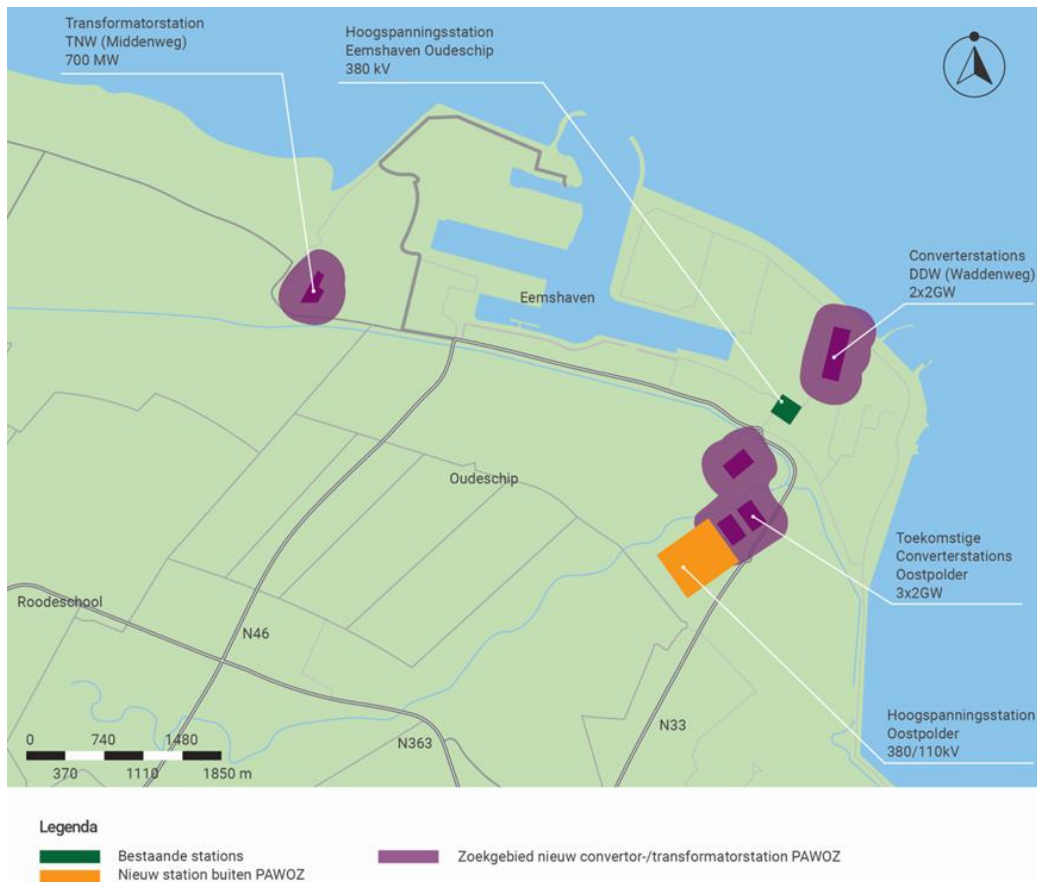 Transformatorstation
TNW (Middenweg)
700 MW
Hoogspanningsstation
Eemshaven Oudeschip
380 kV
Converterstations
DDW (Waddenweg)
2x2GW
Eemshaven
Oudeschip
Toekomstige
Converterstations
Oostpolder
3x2GW
Roodeschool
N46
N363
N33
Hoogspanningsstation
Oostpolder
380/110kV
0 740 1480
370 1110 1850 m
Legenda
Bestaande stations
Nieuw station buiten PAWOZ
Zoekgebied nieuw convertor-/transformatorstation PAWOZ